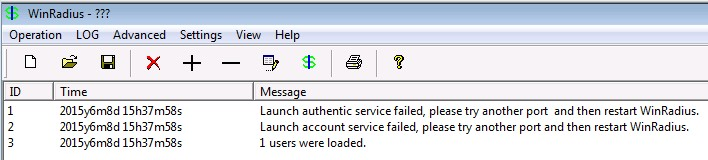 WinRadius - ???
Operation LOG Advanced Settings View Help
ID Time Message
1 2015y6m8d 15h37m58s Launch authentic service failed, please try another port and then restart WinRadius.
2 2015y6m8d 15h37m58s Launch account service failed, please try another port and then restart WinRadius.
3 2015y6m8d 15h37m58s 1 users were loaded.